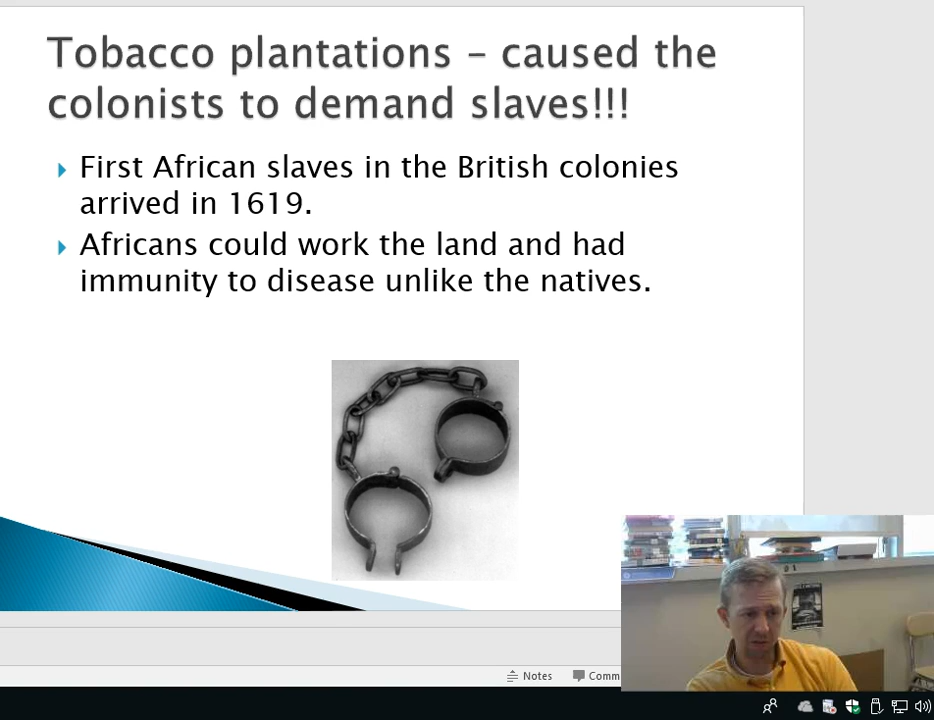 Tobacco plantations – caused the
colonists to demand slaves!!!
First African slaves in the British colonies
arrived in 1619.
Africans could work the land and had
immunity to disease unlike the natives.
Notes
Comm